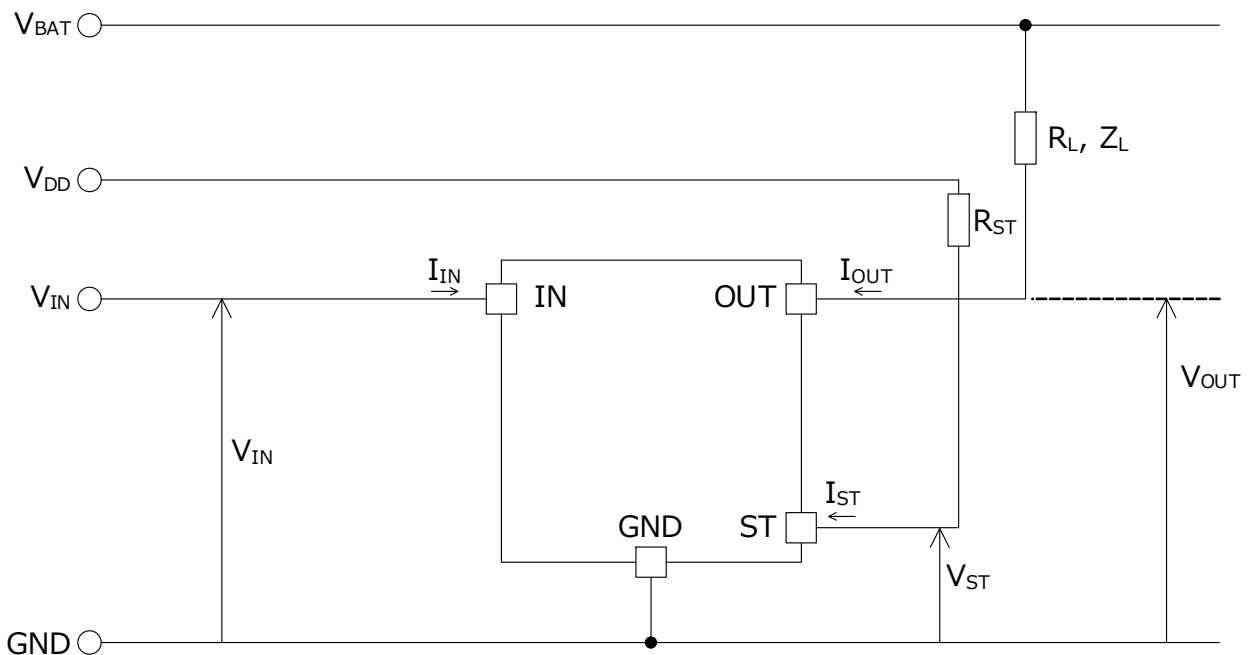 VBAT
RL, ZL
VDD
RST
IIN
IOUT
VIN
IN
OUT
VOUT
VIN
IST
GND
ST
VST
GND